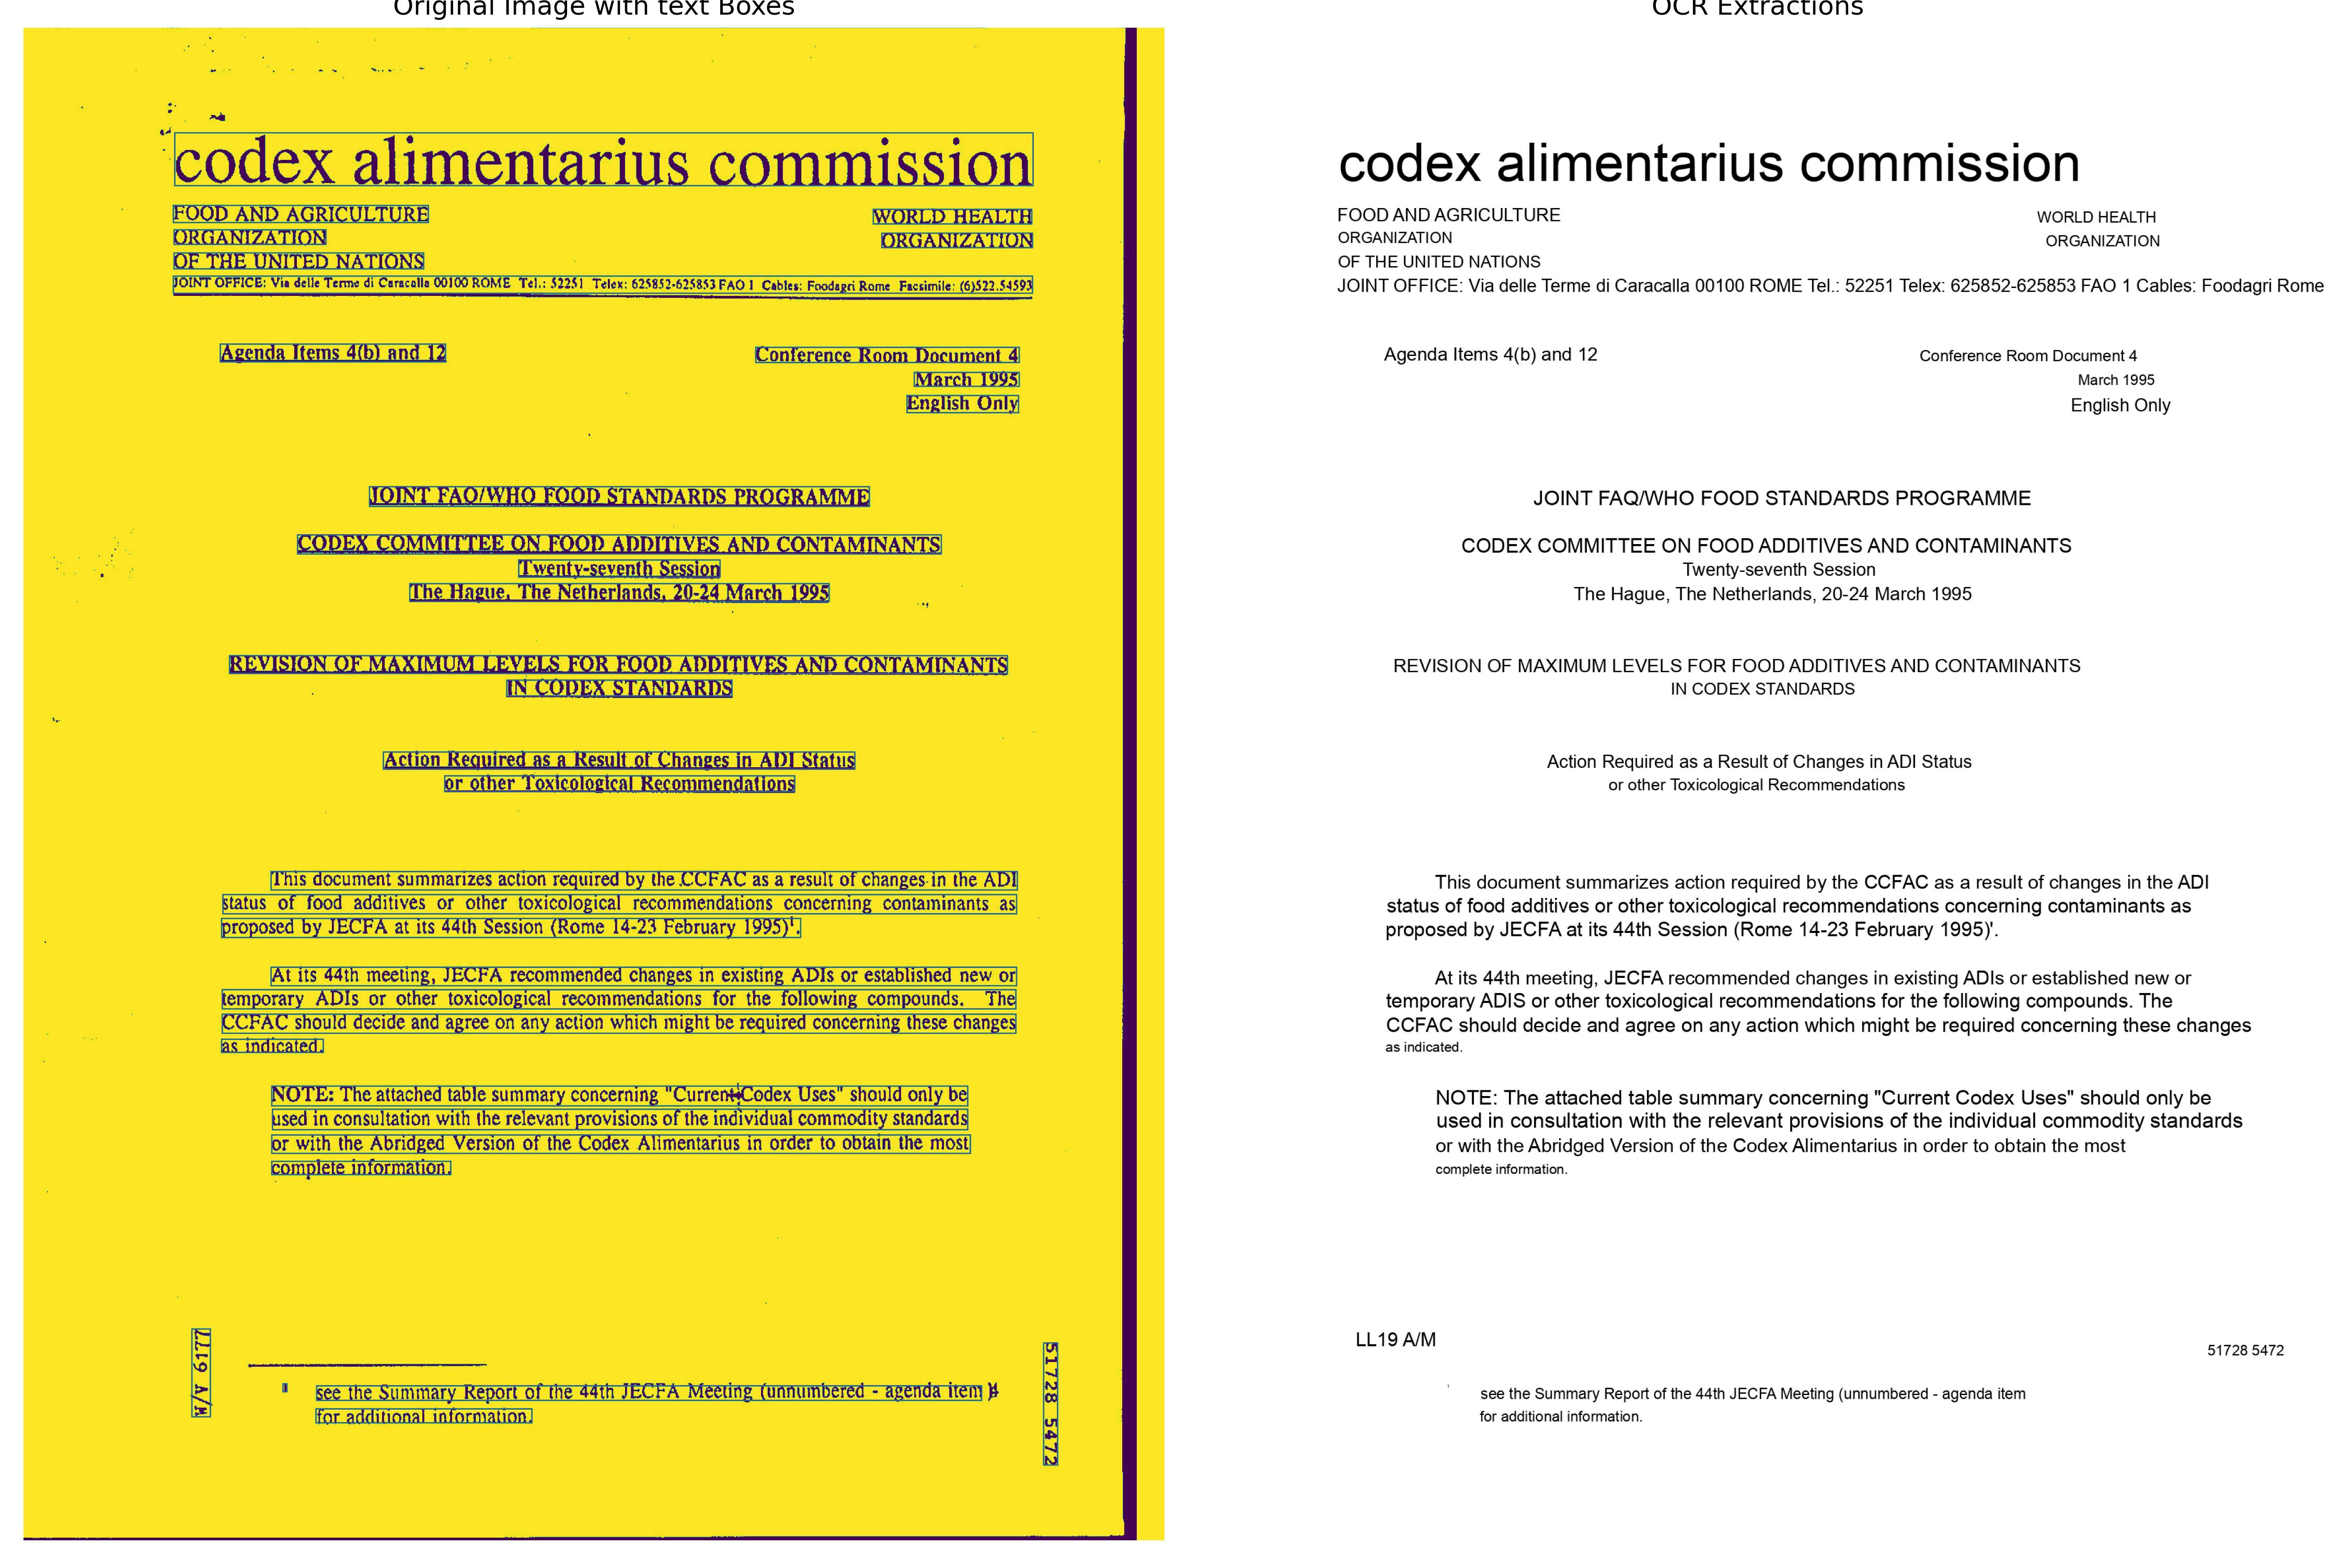 Original Image with text Boxes
codex alimentarius commission
FOOD AND AGRICULTURE
ORGANIZATION
OF THE UNITED NATIONS
WORLD HEALTH
ORGANIZATION
JOINT OFFICE: Via delle Terme di Caracalla 00100 ROME Tel.: 52251 Telex: 625852-625853 FAO I Cables: Foodagri Rome Facsimile: (6)522.54593
Agenda Items 4(b) and 12
Conference Room Document 4
March 1995
English Only
JOINT FAO/WHO FOOD STANDARDS PROGRAMME
CODEX COMMITTEE ON FOOD ADDITIVES AND CONTAMINANTS
Twenty-seventh Session
The Hague, The Netherlands, 20-24 March 1995
REVISION OF MAXIMUM LEVELS FOR FOOD ADDITIVES AND CONTAMINANTS
IN CODEX STANDARDS
Action Required as a Result of Changes in ADI Status
or other Toxicological Recommendations
This document summarizes action required by the CCFAC as a result of changes in the ADI
status of food additives or other toxicological recommendations concerning contaminants as
proposed by JECFA at its 44th Session (Rome 14-23 February 1995)¹.
At its 44th meeting, JECFA recommended changes in existing ADIs or established new or
temporary ADIs or other toxicological recommendations for the following compounds. The
CCFAC should decide and agree on any action which might be required concerning these changes
as indicated.
NOTE: The attached table summary concerning "Current Codex Uses" should only be
used in consultation with the relevant provisions of the individual commodity standards
or with the Abridged Version of the Codex Alimentarius in order to obtain the most
complete information.
W/V 6177
see the Summary Report of the 44th JECFA Meeting (unnumbered - agenda item
for additional information.
51728 5472
OCR Extractions
codex alimentarius commission
FOOD AND AGRICULTURE
ORGANIZATION
OF THE UNITED NATIONS
WORLD HEALTH
ORGANIZATION
JOINT OFFICE: Via delle Terme di Caracalla 00100 ROME Tel.: 52251 Telex: 625852-625853 FAO 1 Cables: Foodagri Rome
Agenda Items 4(b) and 12
Conference Room Document 4
March 1995
English Only
JOINT FAQ/WHO FOOD STANDARDS PROGRAMME
CODEX COMMITTEE ON FOOD ADDITIVES AND CONTAMINANTS
Twenty-seventh Session
The Hague, The Netherlands, 20-24 March 1995
REVISION OF MAXIMUM LEVELS FOR FOOD ADDITIVES AND CONTAMINANTS
IN CODEX STANDARDS
Action Required as a Result of Changes in ADI Status
or other Toxicological Recommendations
This document summarizes action required by the CCFAC as a result of changes in the ADI
status of food additives or other toxicological recommendations concerning contaminants as
proposed by JECFA at its 44th Session (Rome 14-23 February 1995)'.
At its 44th meeting, JECFA recommended changes in existing ADIs or established new or
temporary ADIS or other toxicological recommendations for the following compounds. The
CCFAC should decide and agree on any action which might be required concerning these changes
as indicated.
NOTE: The attached table summary concerning "Current Codex Uses" should only be
used in consultation with the relevant provisions of the individual commodity standards
or with the Abridged Version of the Codex Alimentarius in order to obtain the most
complete information.
LL19 A/M
51728 5472
see the Summary Report of the 44th JECFA Meeting (unnumbered - agenda item
for additional information.